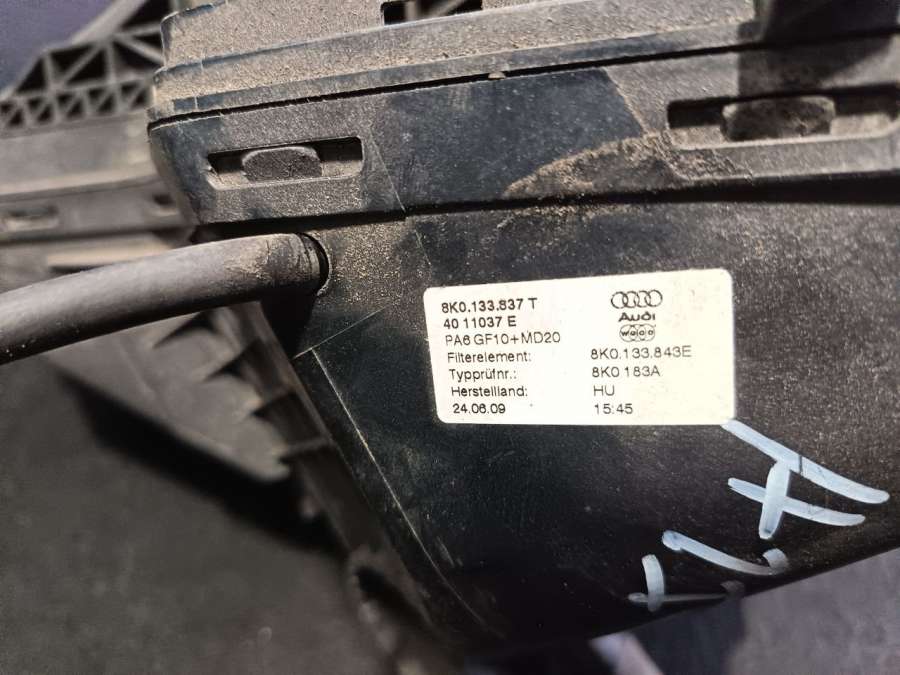 8K0.133.837 T
40 11037 E
PA6 GF10+MD20
Audi
Filterelement: 8K0.133.843E
Typprüfnr.: 8K0 183A
Herstellland: HU
24.06.09 15:45